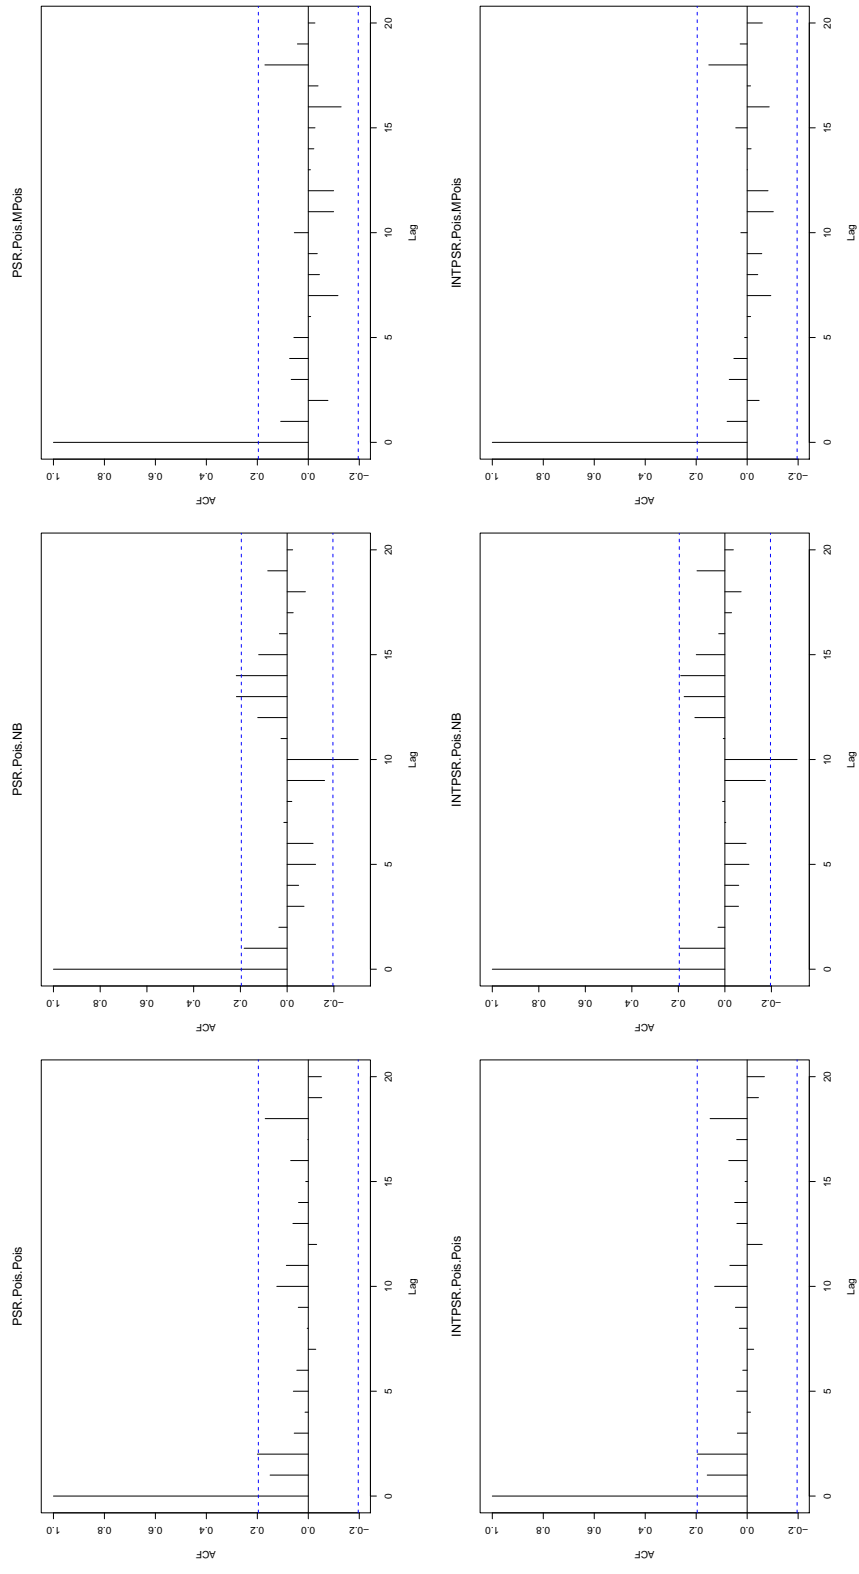 PSR.Pois.Pois
ACF
1.0
0.8
0.6
0.4
0.2
0.0
−0.2
0 5 10 15 20
Lag
PSR.Pois.NB
ACF
1.0
0.8
0.6
0.4
0.2
0.0
−0.2
0 5 10 15 20
Lag
PSR.Pois.MPois
ACF
1.0
0.8
0.6
0.4
0.2
0.0
−0.2
0 5 10 15 20
Lag
INTPSR.Pois.Pois
ACF
1.0
0.8
0.6
0.4
0.2
0.0
−0.2
0 5 10 15 20
Lag
INTPSR.Pois.NB
ACF
1.0
0.8
0.6
0.4
0.2
0.0
−0.2
0 5 10 15 20
Lag
INTPSR.Pois.MPois
ACF
1.0
0.8
0.6
0.4
0.2
0.0
−0.2
0 5 10 15 20
Lag